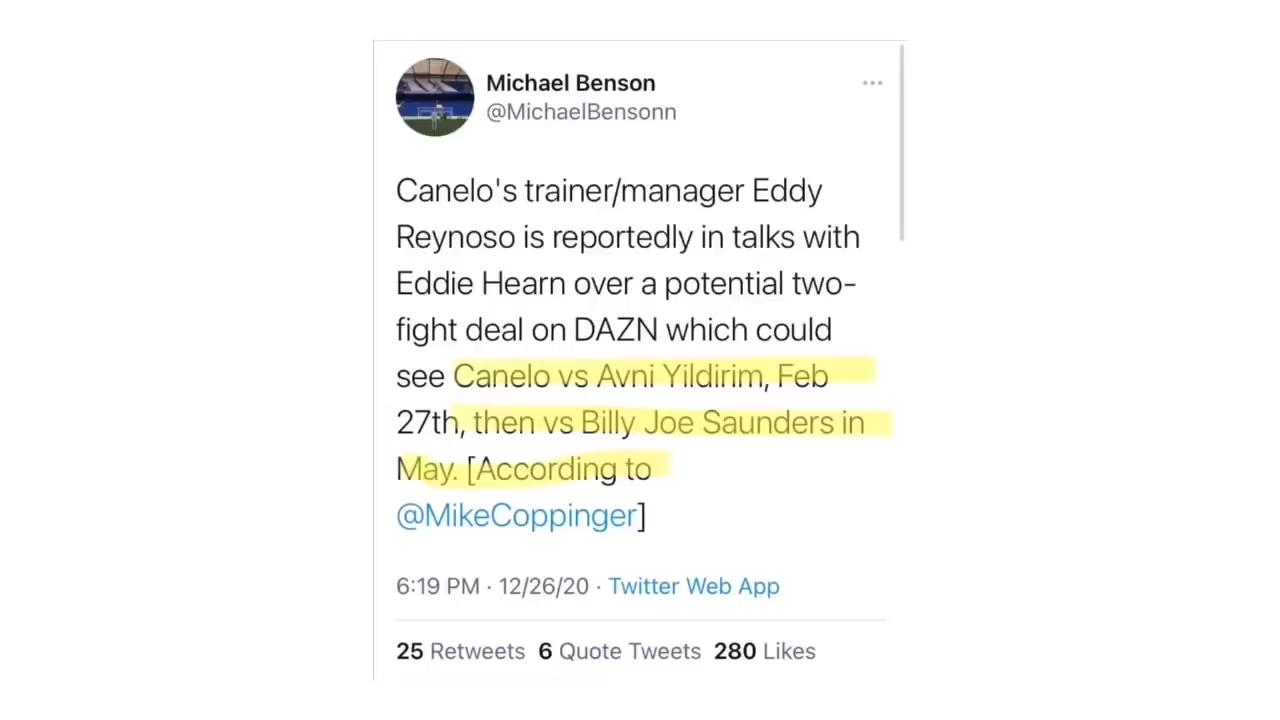 Michael Benson
@MichaelBensonn
Canelo's trainer/manager Eddy
Reynoso is reportedly in talks with
Eddie Hearn over a potential two-
fight deal on DAZN which could
see Canelo vs Avni Yildirim, Feb
27th, then vs Billy Joe Saunders in
May. [According to
@MikeCoppinger]
6:19 PM · 12/26/20 · Twitter Web App
25 Retweets 6 Quote Tweets 280 Likes